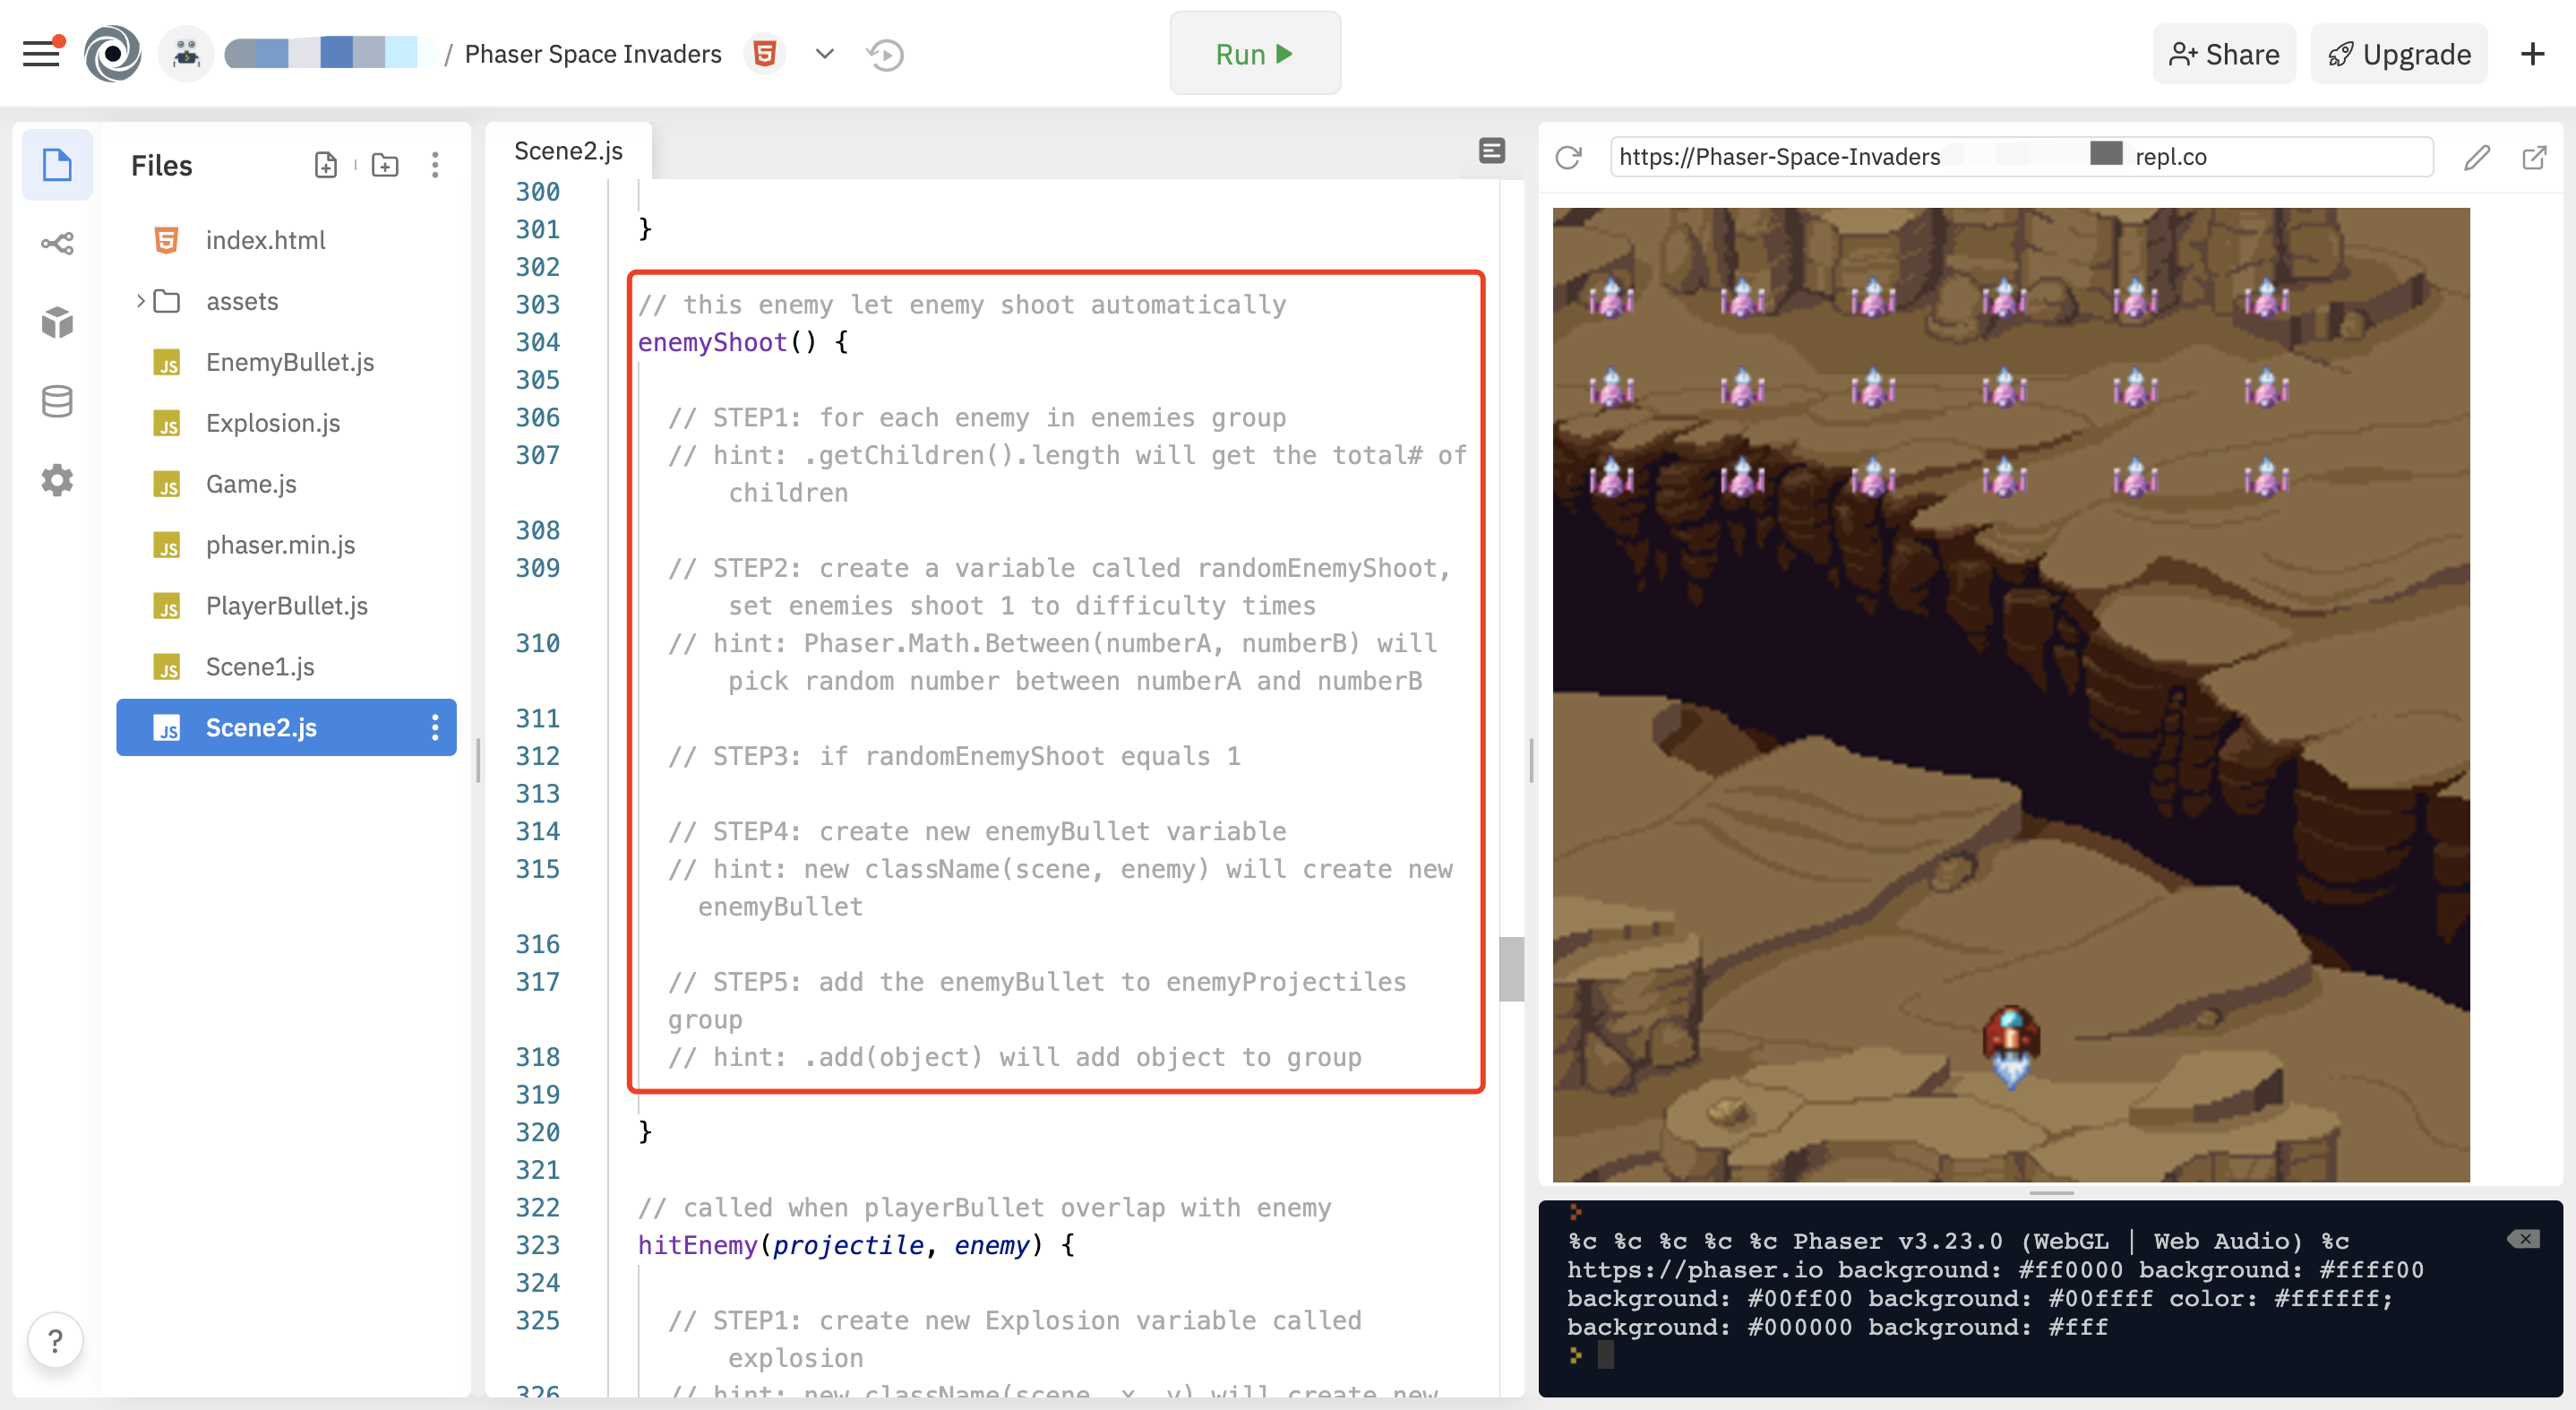 / Phaser Space Invaders
Run
Share
Upgrade
Files
index.html
assets
EnemyBullet.js
Explosion.js
Game.js
phaser.min.js
PlayerBullet.js
Scene1.js
Scene2.js
?
Scene2.js
300
301 }
302
303 // this enemy let enemy shoot automatically
304 enemyShoot() {
305
306 // STEP1: for each enemy in enemies group
307 // hint: .getChildren().length will get the total# of
children
308
309 // STEP2: create a variable called randomEnemyShoot,
set enemies shoot 1 to difficulty times
310 // hint: Phaser.Math.Between(numberA, numberB) will
pick random number between numberA and numberB
311
312 // STEP3: if randomEnemyShoot equals 1
313
314 // STEP4: create new enemyBullet variable
315 // hint: new className(scene, enemy) will create new
enemyBullet
316
317 // STEP5: add the enemyBullet to enemyProjectiles
group
318 // hint: .add(object) will add object to group
319
320 }
321
322 // called when playerBullet overlap with enemy
323 hitEnemy(projectile, enemy) {
324
325 // STEP1: create new Explosion variable called
explosion
326 // hint: new className(scene, x, y) will create new
https://Phaser-Space-Invaders repl.co
%c %c %c %c %c Phaser v3.23.0 (WebGL | Web Audio) %c
https://phaser.io background: #ff0000 background: #ffff00
background: #00ff00 background: #00ffff color: #ffffff;
background: #000000 background: #fff